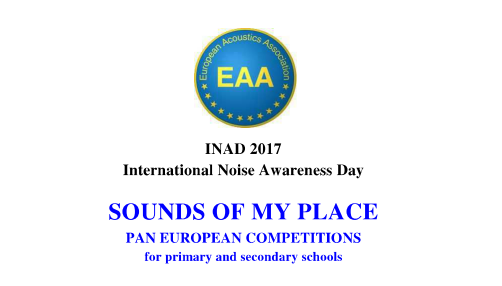 European Acoustics Association
EAA
INAD 2017
International Noise Awareness Day
SOUNDS OF MY PLACE
PAN EUROPEAN COMPETITIONS
for primary and secondary schools